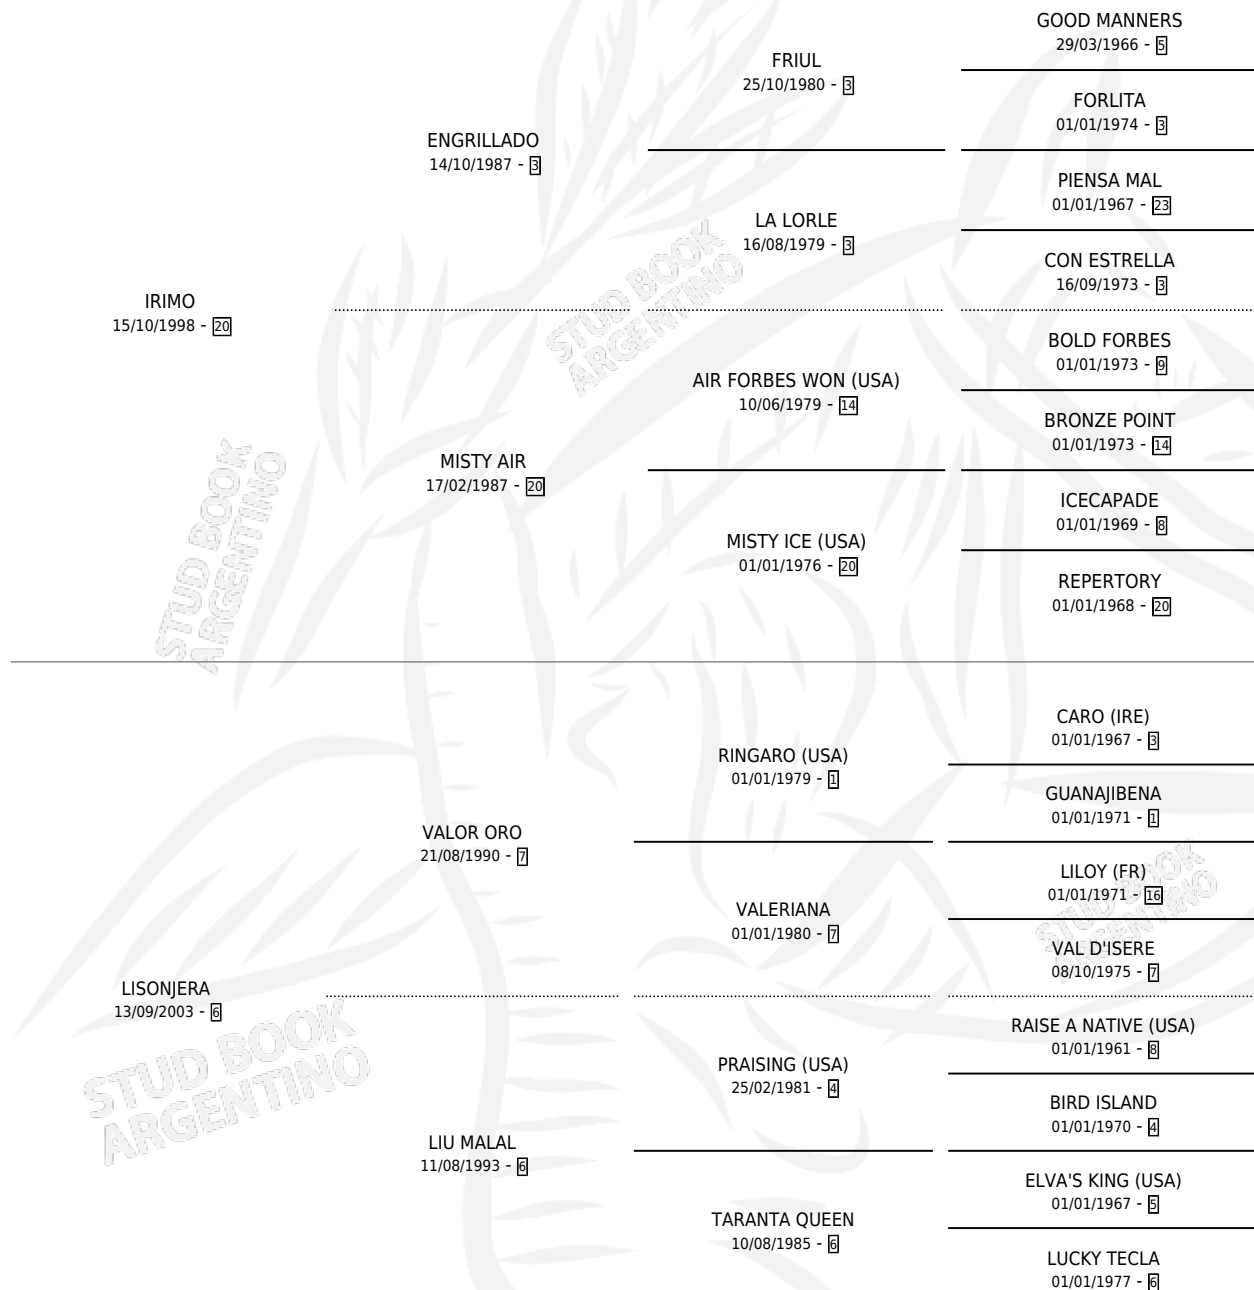 GOOD MANNERS
29/03/1966 - 5
FRIUL
25/10/1980 - 3
FORLITA
01/01/1974 - 3
ENGRILLADO
14/10/1987 - 3
PIENSA MAL
01/01/1967 - 23
LA LORLE
16/08/1979 - 3
CON ESTRELLA
16/09/1973 - 3
IRIMO
15/10/1998 - 20
BOLD FORBES
01/01/1973 - 9
AIR FORBES WON (USA)
10/06/1979 - 14
BRONZE POINT
01/01/1973 - 14
MISTY AIR
17/02/1987 - 20
ICECAPADE
01/01/1969 - 8
MISTY ICE (USA)
01/01/1976 - 20
REPERTORY
01/01/1968 - 20
CARO (IRE)
01/01/1967 - 3
RINGARO (USA)
01/01/1979 - 1
GUANAJIBENA
01/01/1971 - 1
VALOR ORO
21/08/1990 - 7
LILOY (FR)
01/01/1971 - 16
VALERIANA
01/01/1980 - 7
VAL D'ISERE
08/10/1975 - 7
LISONJERA
13/09/2003 - 6
RAISE A NATIVE (USA)
01/01/1961 - 8
PRAISING (USA)
25/02/1981 - 4
BIRD ISLAND
01/01/1970 - 4
LIU MALAL
11/08/1993 - 6
ELVA'S KING (USA)
01/01/1967 - 5
TARANTA QUEEN
10/08/1985 - 6
LUCKY TECLA
01/01/1977 - 6
STUD BOOK
ARGENTINO
STUD BOOK
ARGENTINO
STUD BOOK
ARGENTINO
STUD BOOK
ARGENTINO